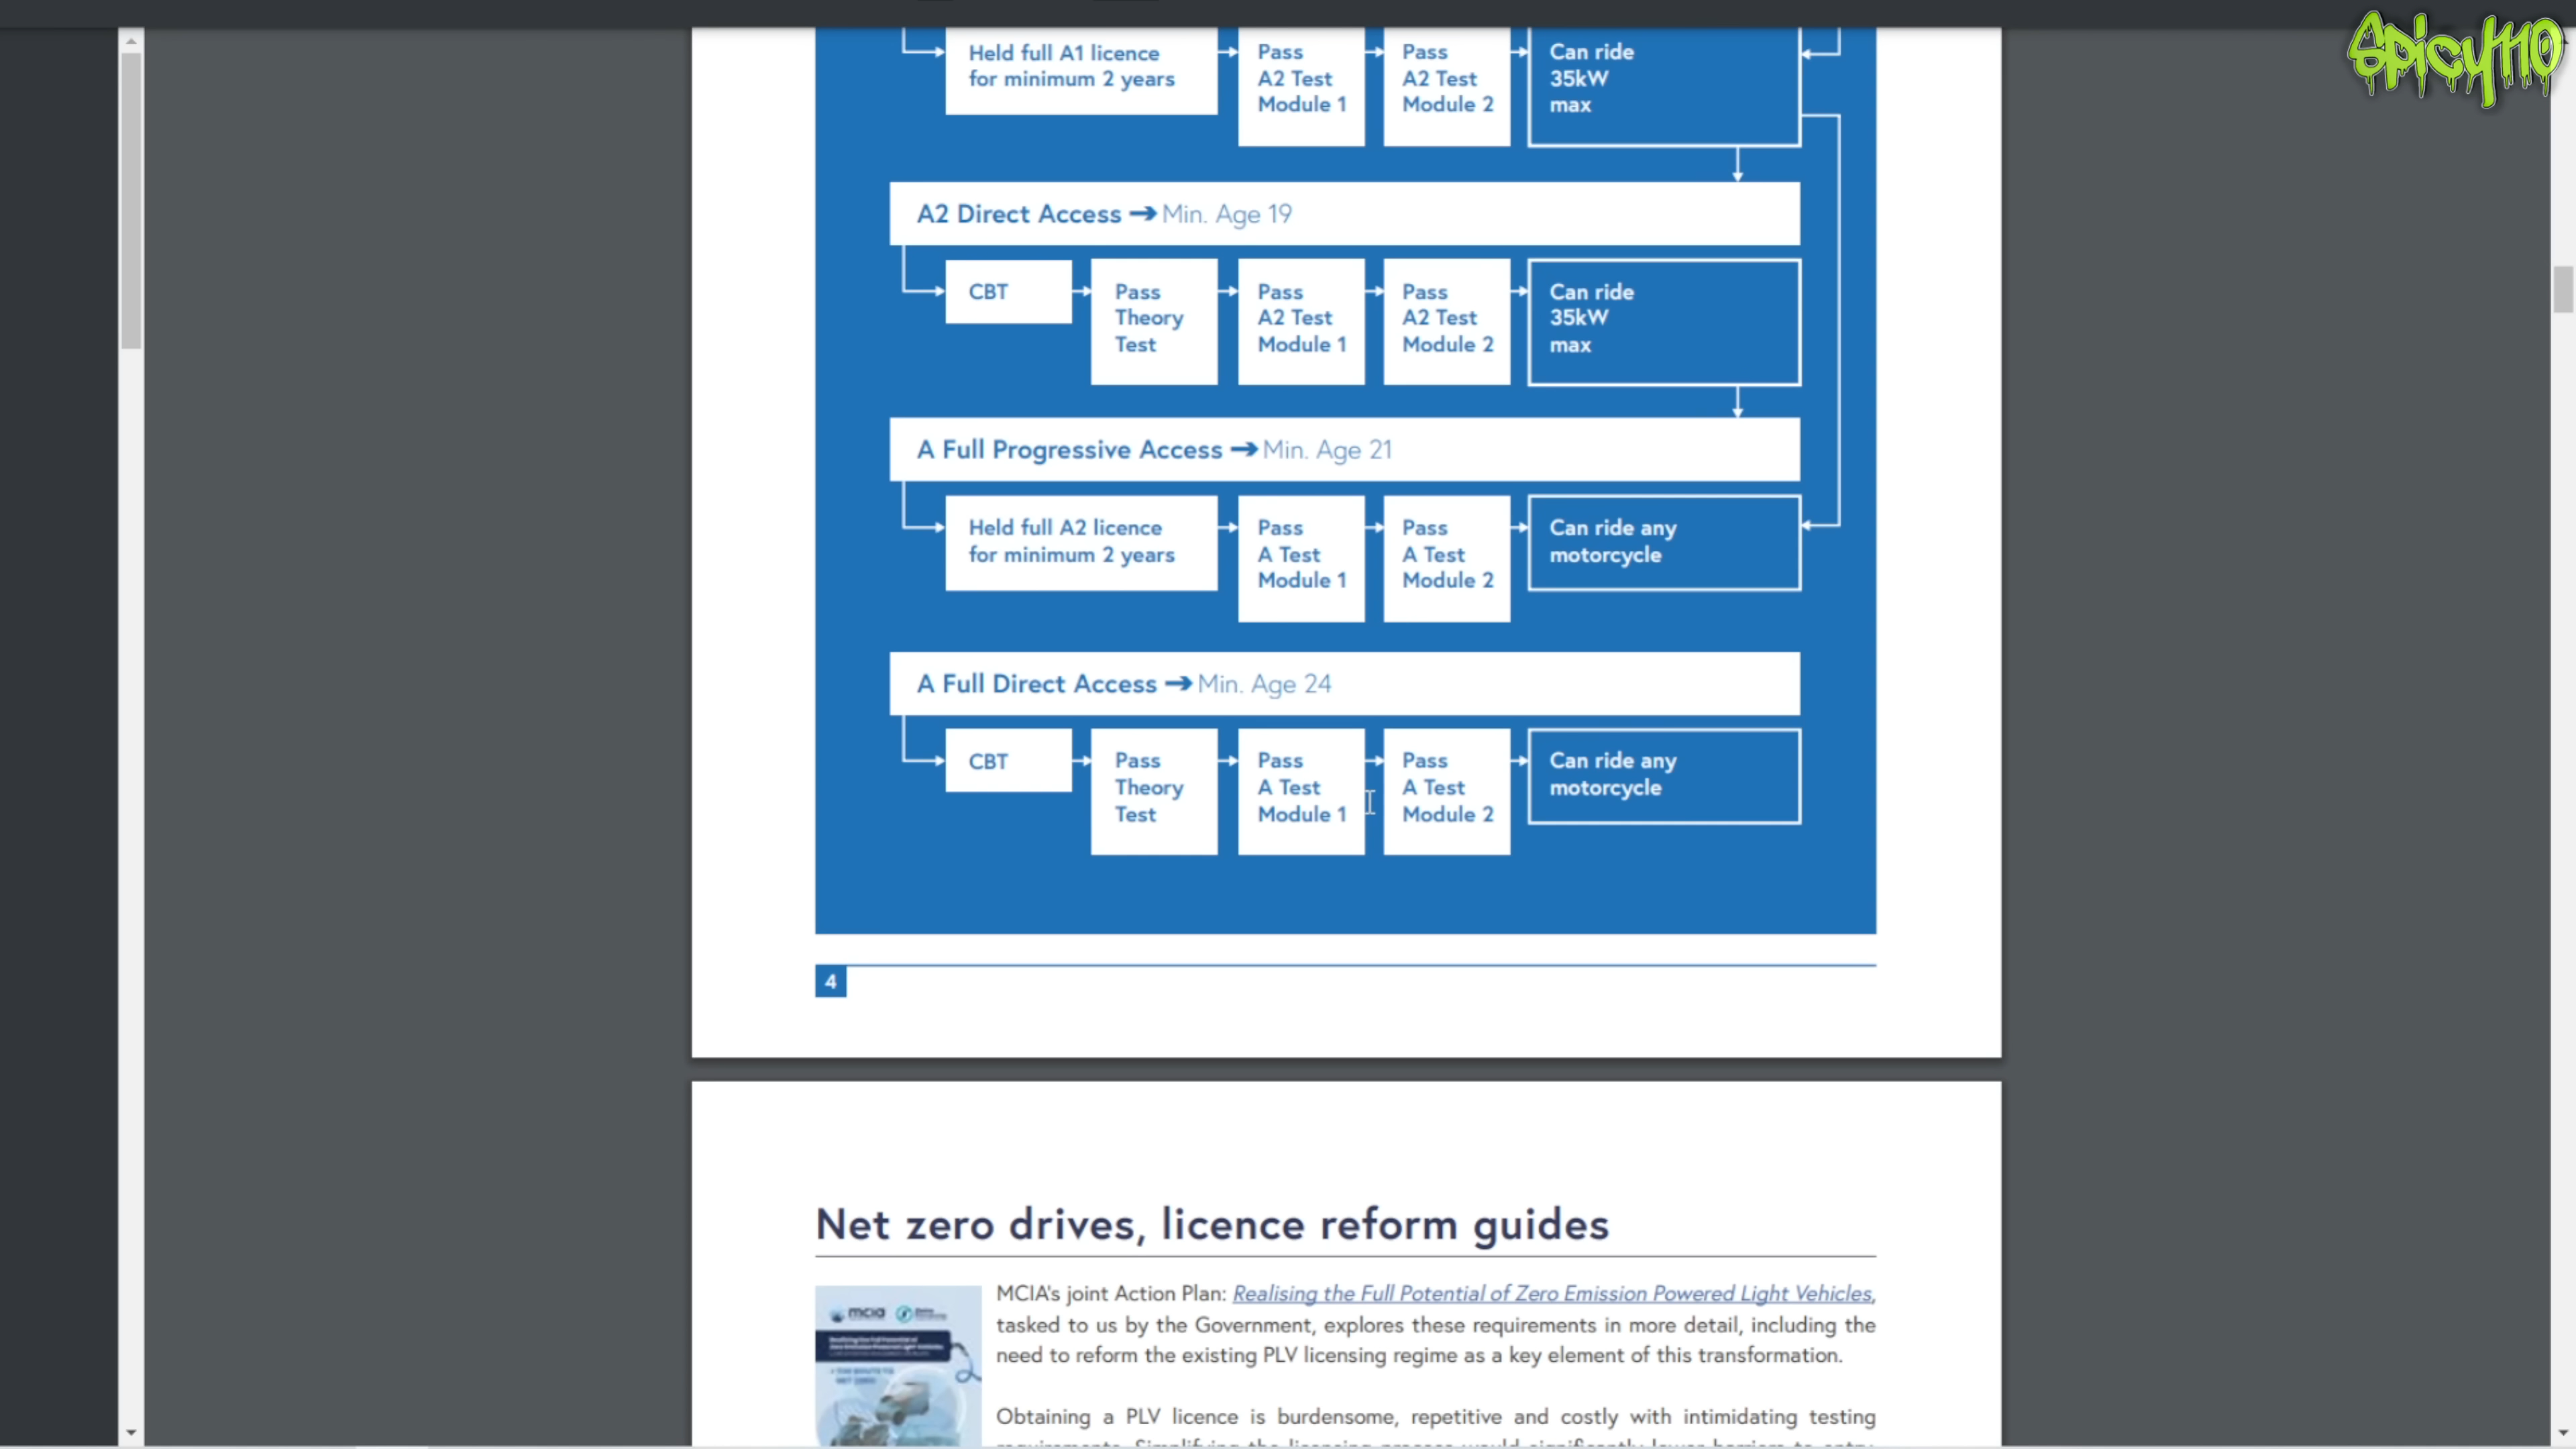 spicymo
Held full A1 licence
for minimum 2 years
Pass
A2 Test
Module 1
Pass
A2 Test
Module 2
Can ride
35kW
max
A2 Direct Access ➔ Min. Age 19
CBT
Pass
Theory
Test
Pass
A2 Test
Module 1
Pass
A2 Test
Module 2
Can ride
35kW
max
A Full Progressive Access ➔ Min. Age 21
Held full A2 licence
for minimum 2 years
Pass
A Test
Module 1
Pass
A Test
Module 2
Can ride any
motorcycle
A Full Direct Access ➔ Min. Age 24
CBT
Pass
Theory
Test
Pass
A Test
Module 1
Pass
A Test
Module 2
Can ride any
motorcycle
4
Net zero drives, licence reform guides
mcia
MCIA's joint Action Plan: Realising the Full Potential of Zero Emission Powered Light Vehicles,
tasked to us by the Government, explores these requirements in more detail, including the
need to reform the existing PLV licensing regime as a key element of this transformation.
Obtaining a PLV licence is burdensome, repetitive and costly with intimidating testing